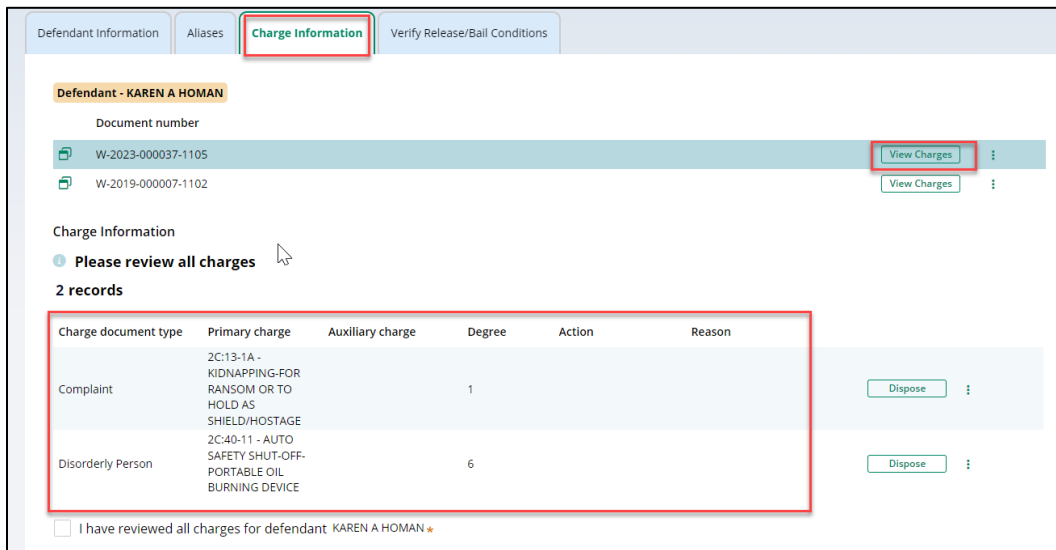 Defendant Information Aliases Charge Information Verify Release/Bail Conditions
Defendant - KAREN A HOMAN
Document number
W-2023-000037-1105 View Charges
W-2019-000007-1102 View Charges
Charge Information
Please review all charges
2 records
Charge document type Primary charge Auxiliary charge Degree Action Reason
2C:13-1A -
KIDNAPPING-FOR
Complaint RANSOM OR TO 1 Dispose
HOLD AS
SHIELD/HOSTAGE
2C:40-11 - AUTO
SAFETY SHUT-OFF-
Disorderly Person PORTABLE OIL 6 Dispose
BURNING DEVICE
I have reviewed all charges for defendant KAREN A HOMAN *